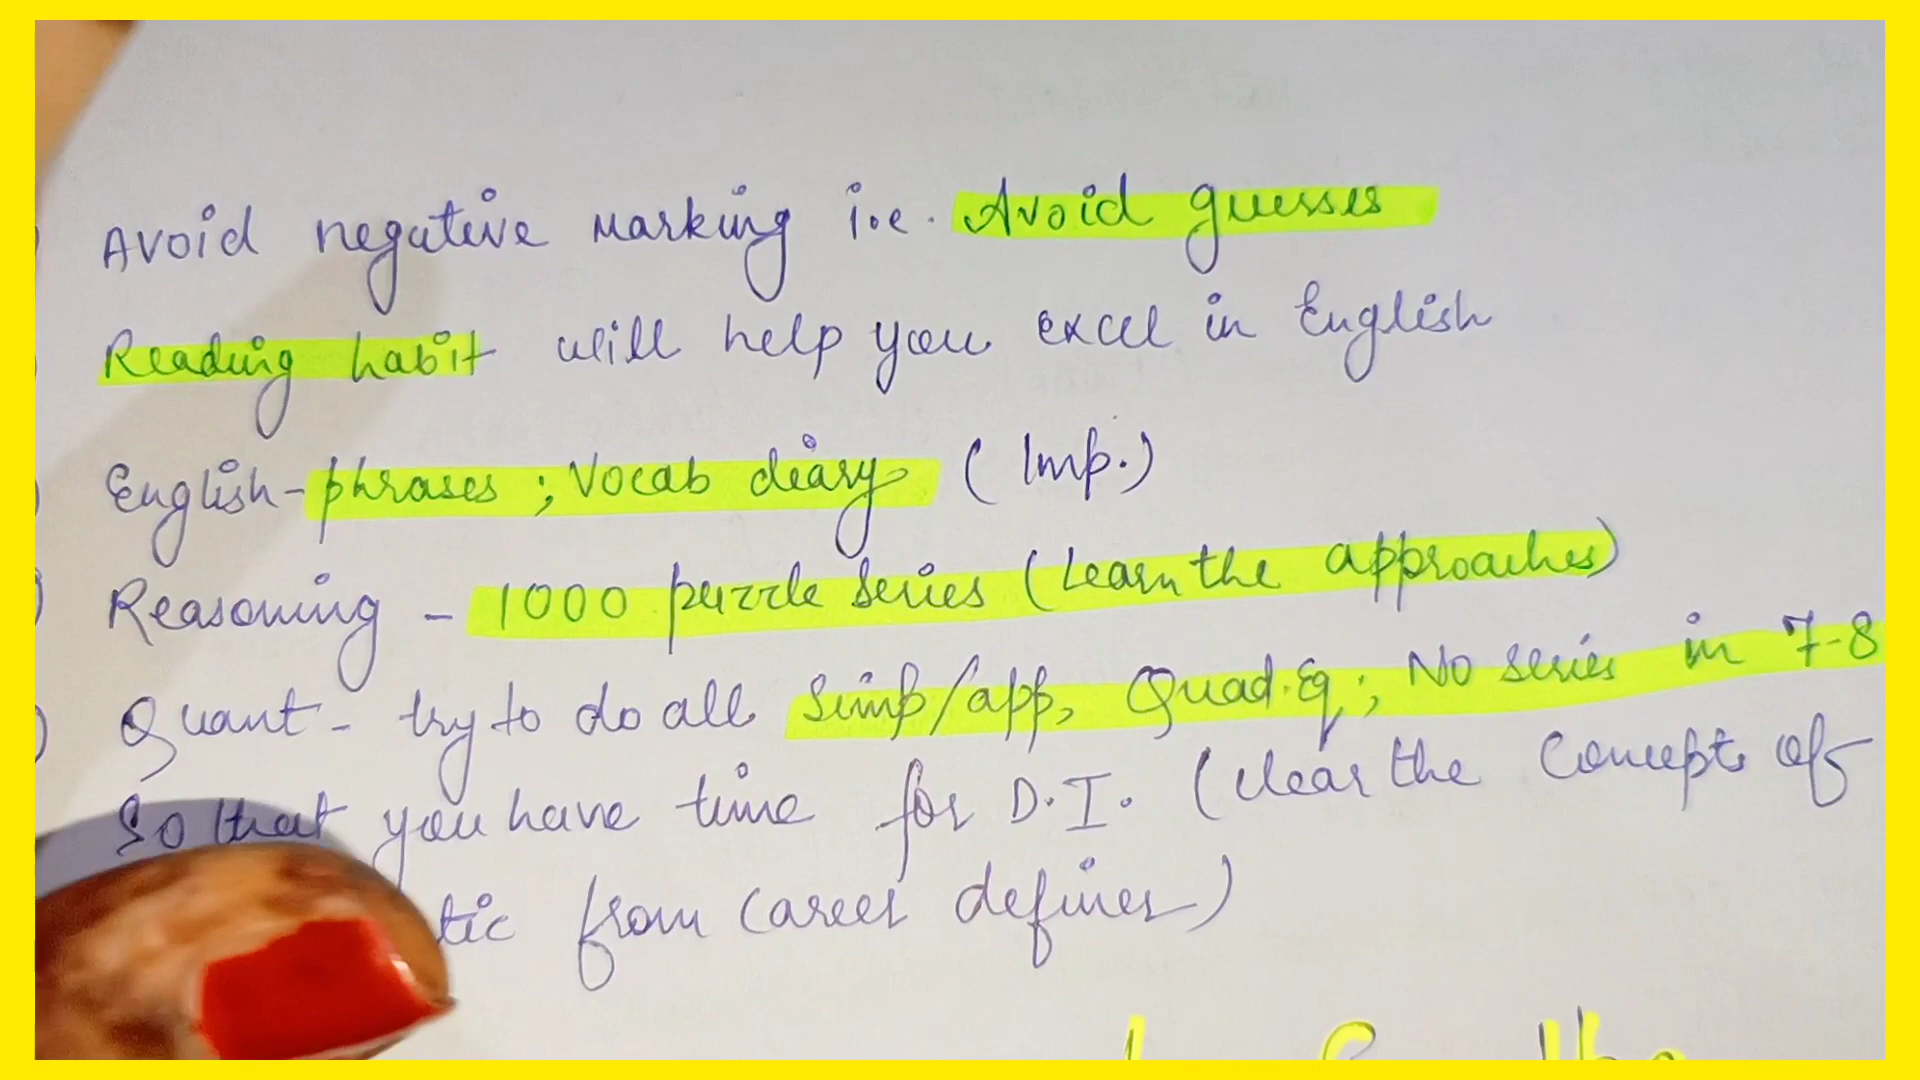 Avoid negative marking i.e. Avoid guesses
Reading habit will help you excel in English
English - phrases ; Vocab diary (Imp.)
Reasoning - 1000 puzzle series (Learn the approaches)
Quant - try to do all Simp/app, Quad. Eq.; No series in 7-8
So that you have time for D.I. (clear the concepts of
tic from Career definer)